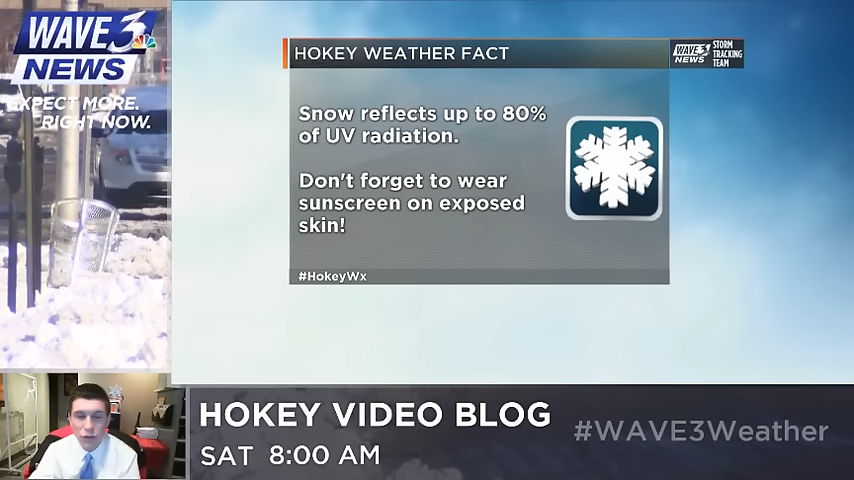 WAVE 3
NEWS
EXPECT MORE.
RIGHT NOW.
HOKEY WEATHER FACT
WAVE 3
NEWS
STORM
TRACKING
TEAM
Snow reflects up to 80%
of UV radiation.
Don't forget to wear
sunscreen on exposed
skin!
#HokeyWx
HOKEY VIDEO BLOG
SAT 8:00 AM
#WAVE3Weather